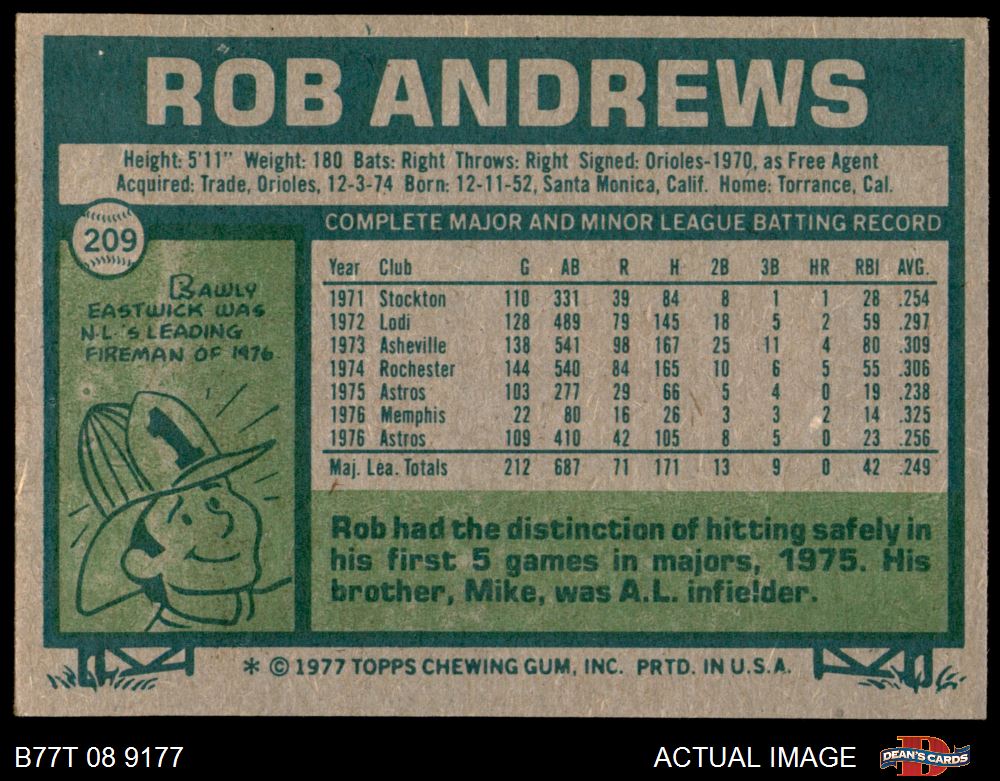 ROB ANDREWS
Height: 5'11" Weight: 180 Bats: Right Throws: Right Signed: Orioles-1970, as Free Agent
Acquired: Trade, Orioles, 12-3-74 Born: 12-11-52, Santa Monica, Calif. Home: Torrance, Cal.
209
COMPLETE MAJOR AND MINOR LEAGUE BATTING RECORD
RAWLY
EASTWICK WAS
N.L.'S LEADING
FIREMAN OF 1976
1
Year Club G AB R H 2B 3B HR RBI AVG.
1971 Stockton 110 331 39 84 8 1 1 28 .254
1972 Lodi 128 489 79 145 18 5 2 59 .297
1973 Asheville 138 541 98 167 25 11 4 80 .309
1974 Rochester 144 540 84 165 10 6 5 55 .306
1975 Astros 103 277 29 66 5 4 0 19 .238
1976 Memphis 22 80 16 26 3 3 2 14 .325
1976 Astros 109 410 42 105 8 5 0 23 .256
Maj. Lea. Totals 212 687 71 171 13 9 0 42 .249
Rob had the distinction of hitting safely in
his first 5 games in majors, 1975. His
brother, Mike, was A.L. infielder.
* © 1977 TOPPS CHEWING GUM, INC. PRTD. IN U.S.A.
B77T 08 9177
ACTUAL IMAGE
D
DEAN'S CARDS